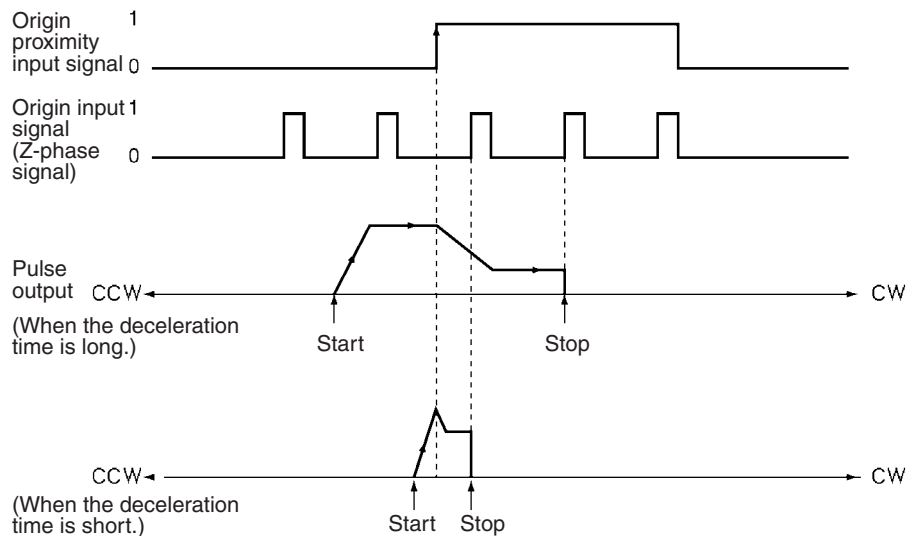 Origin
proximity
input signal
1
0
Origin input
signal
(Z-phase
signal)
1
0
Pulse
output
CCW
CW
(When the deceleration
time is long.)
Start
Stop
CCW
CW
(When the deceleration
time is short.)
Start
Stop